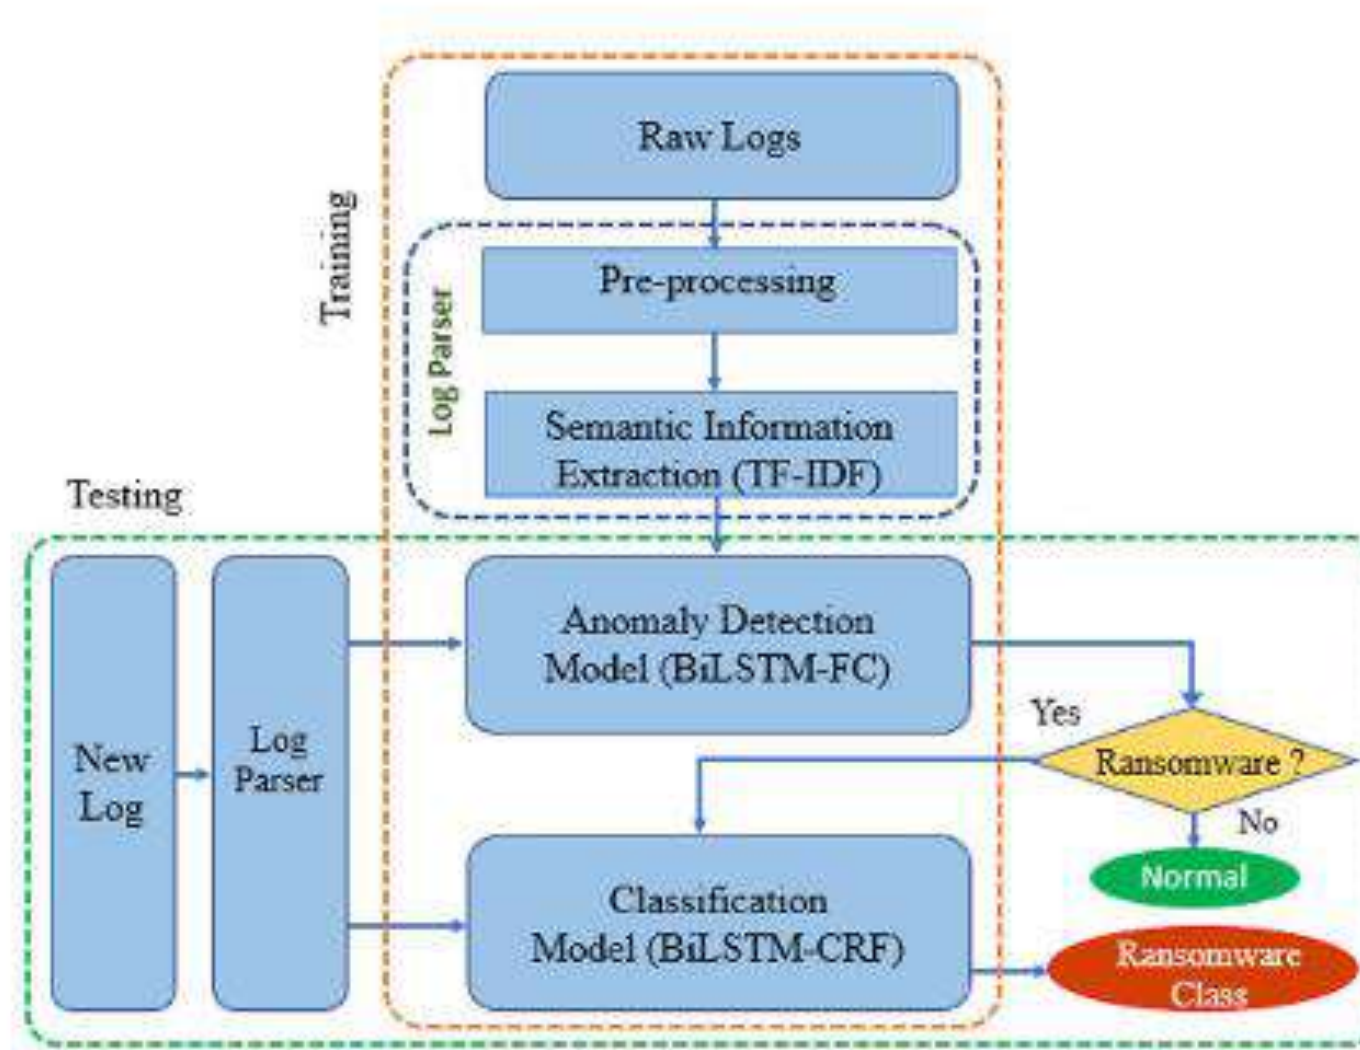 Raw Logs
Training
Pre-processing
Log Parser
Semantic Information
Extraction (TF-IDF)
Testing
New
Log
Log
Parser
Anomaly Detection
Model (BiLSTM-FC)
Yes
Ransomware ?
No
Normal
Classification
Model (BiLSTM-CRF)
Ransomware
Class